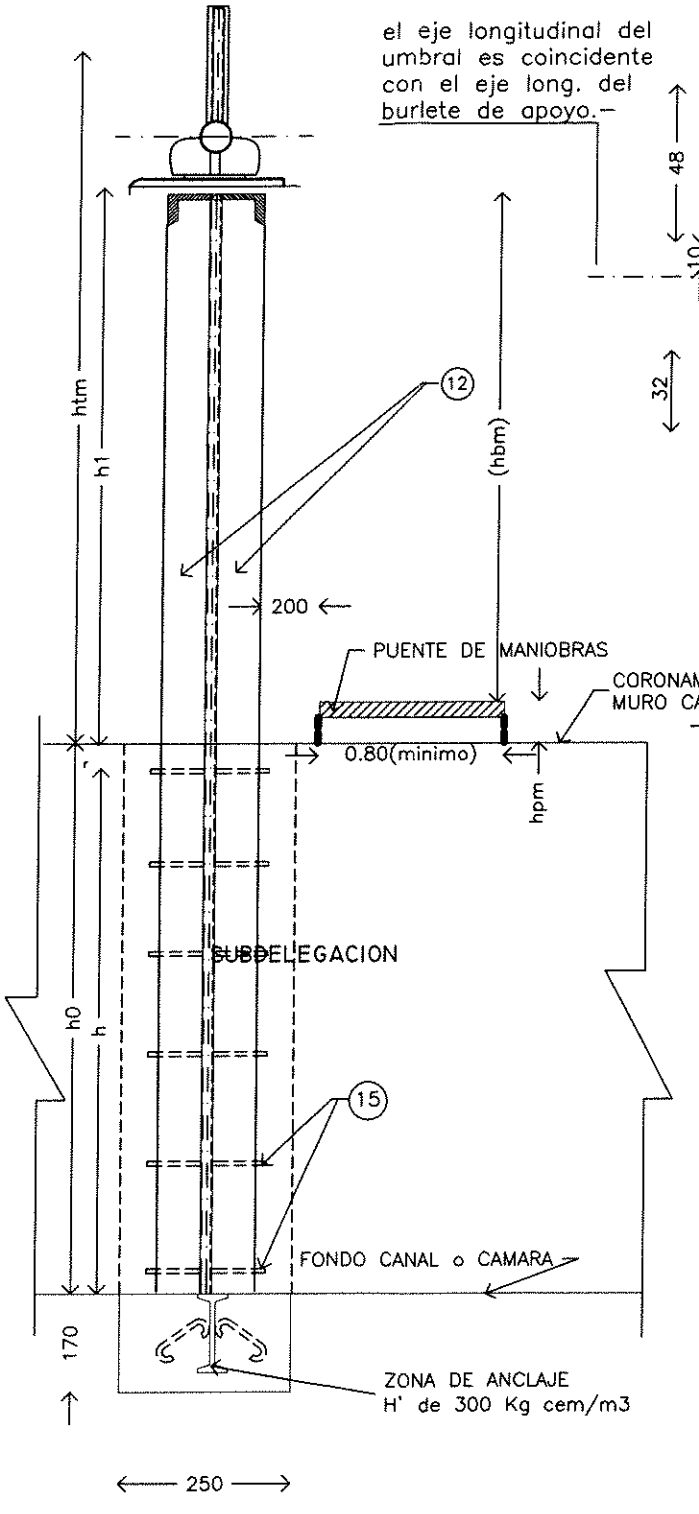 el eje longitudinal del
umbral es coincidente
con el eje long. del
burlete de apoyo.–
48
10
32
htm
h1
12
(hbm)
200
PUENTE DE MANIOBRAS
0.80(minimo)
hpm
r
SUBDELEGACION
h0
h
15
FONDO CANAL o CAMARA
170
ZONA DE ANCLAJE
H' de 300 Kg cem/m3
250
MURO